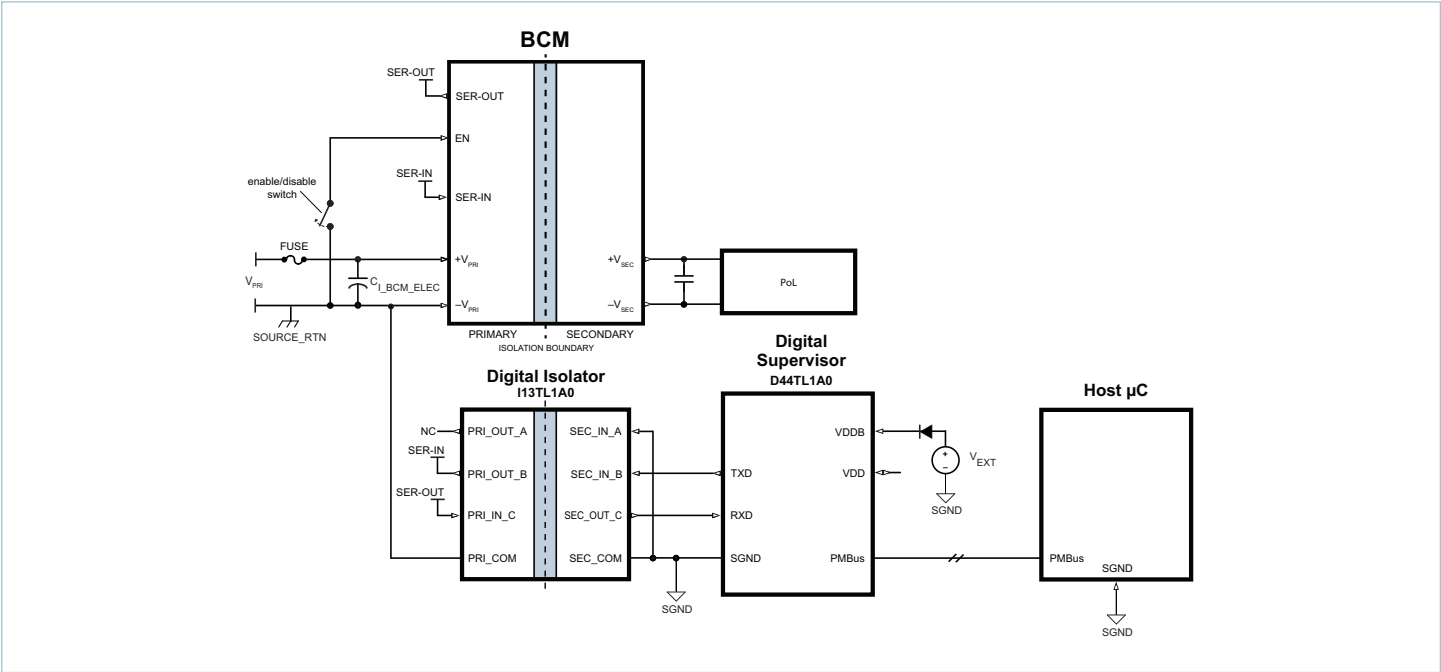 BCM
SER-OUT
SER-OUT
EN
enable/disable
switch
SER-IN
SER-IN
FUSE
+VPRI
VPRI
CI_BCM_ELEC
–VPRI
SOURCE_RTN
+VSEC
–VSEC
PoL
PRIMARY
SECONDARY
ISOLATION BOUNDARY
Digital Isolator
I13TL1A0
NC
PRI_OUT_A
SER-IN
PRI_OUT_B
SER-OUT
PRI_IN_C
PRI_COM
SEC_IN_A
SEC_IN_B
SEC_OUT_C
SEC_COM
SGND
Digital
Supervisor
D44TL1A0
TXD
RXD
SGND
VDDB
VDD
PMBus
+
–
VEXT
SGND
Host µC
PMBus
SGND
SGND